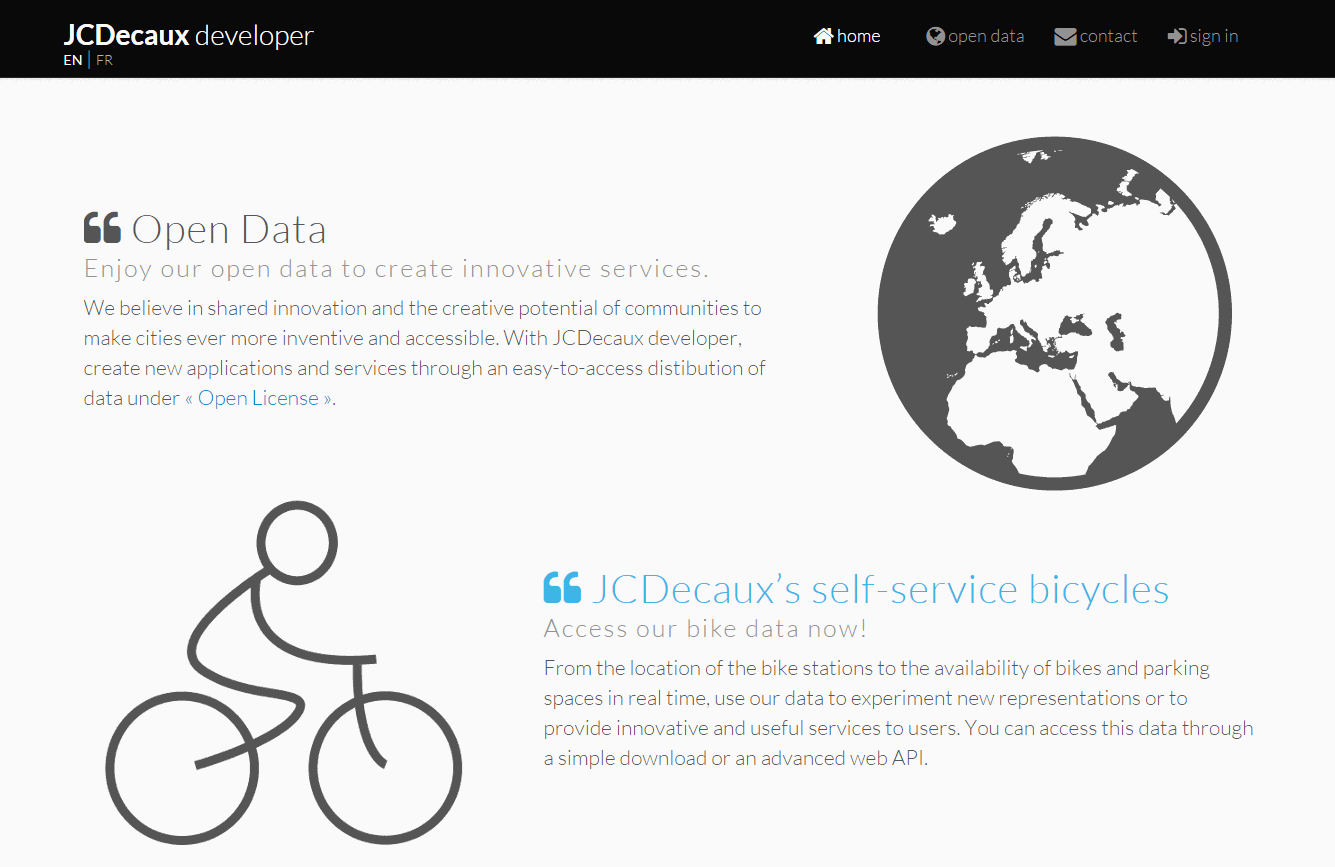 JCDecaux developer
EN | FR
home
open data
contact
sign in
Open Data
Enjoy our open data to create innovative services.
We believe in shared innovation and the creative potential of communities to
make cities ever more inventive and accessible. With JCDecaux developer,
create new applications and services through an easy-to-access distibution of
data under « Open License ».
JCDecaux’s self-service bicycles
Access our bike data now!
From the location of the bike stations to the availability of bikes and parking
spaces in real time, use our data to experiment new representations or to
provide innovative and useful services to users. You can access this data through
a simple download or an advanced web API.